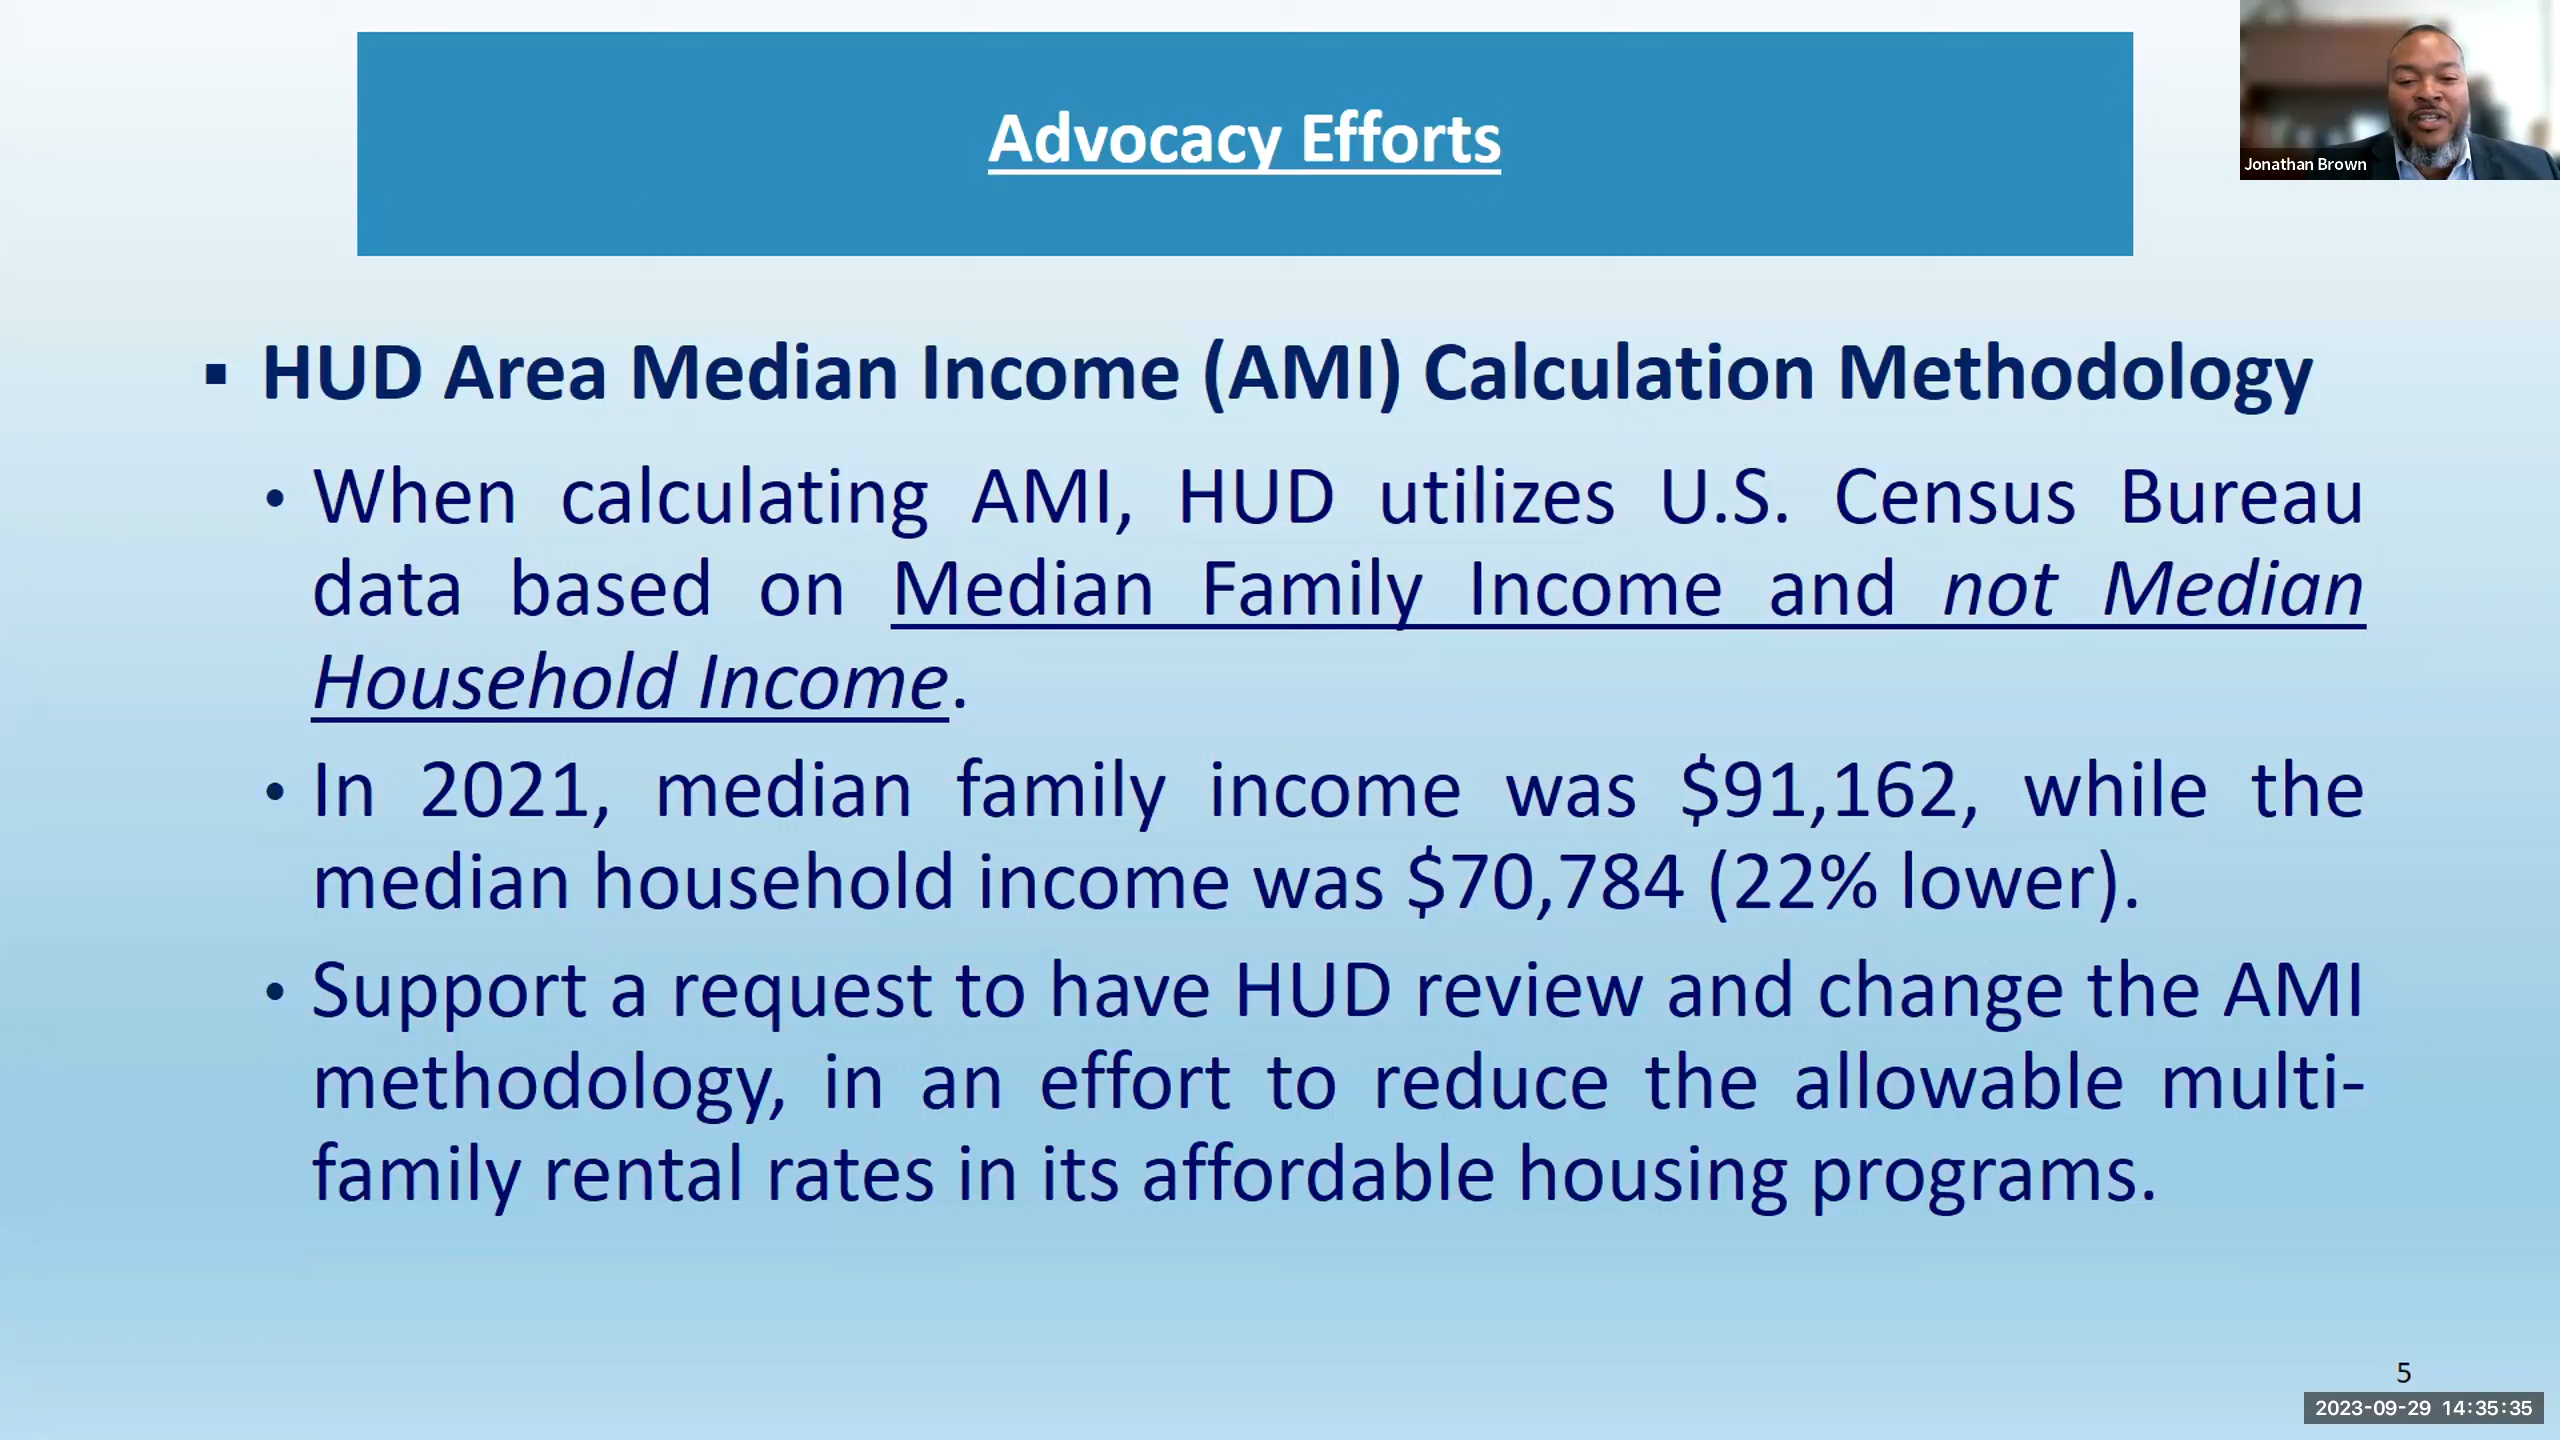 Advocacy Efforts
Jonathan Brown
▪ HUD Area Median Income (AMI) Calculation Methodology
• When calculating AMI, HUD utilizes U.S. Census Bureau
data based on Median Family Income and not Median
Household Income.
• In 2021, median family income was $91,162, while the
median household income was $70,784 (22% lower).
• Support a request to have HUD review and change the AMI
methodology, in an effort to reduce the allowable multi-
family rental rates in its affordable housing programs.
5
2023-09-29 14:35:35